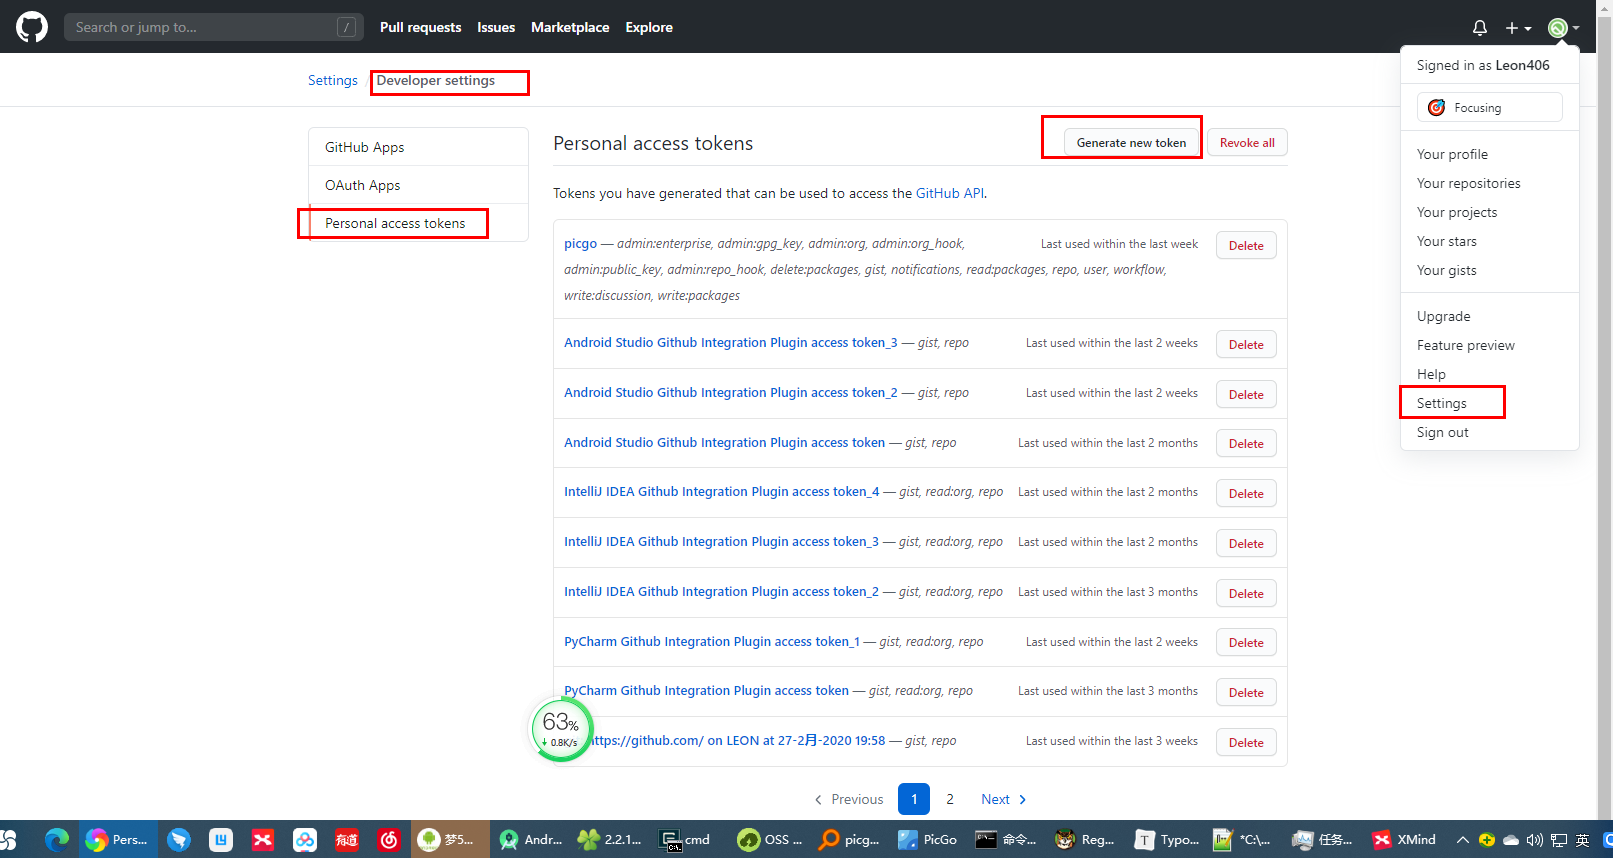 Search or jump to...
/
Pull requests
Issues
Marketplace
Explore
Signed in as Leon406
Focusing
Your profile
Your repositories
Your projects
Your stars
Your gists
Upgrade
Feature preview
Help
Settings
Sign out
Settings
Developer settings
GitHub Apps
OAuth Apps
Personal access tokens
Personal access tokens
Generate new token
Revoke all
Tokens you have generated that can be used to access the GitHub API.
picgo — admin:enterprise, admin:gpg_key, admin:org, admin:org_hook,
admin:public_key, admin:repo_hook, delete:packages, gist, notifications, read:packages, repo, user, workflow,
write:discussion, write:packages
Last used within the last week
Delete
Android Studio Github Integration Plugin access token_3 — gist, repo
Last used within the last 2 weeks
Delete
Android Studio Github Integration Plugin access token_2 — gist, repo
Last used within the last 2 weeks
Delete
Android Studio Github Integration Plugin access token — gist, repo
Last used within the last 2 months
Delete
IntelliJ IDEA Github Integration Plugin access token_4 — gist, read:org, repo
Last used within the last 2 months
Delete
IntelliJ IDEA Github Integration Plugin access token_3 — gist, read:org, repo
Last used within the last 2 months
Delete
IntelliJ IDEA Github Integration Plugin access token_2 — gist, read:org, repo
Last used within the last 3 months
Delete
PyCharm Github Integration Plugin access token_1 — gist, read:org, repo
Last used within the last 2 weeks
Delete
PyCharm Github Integration Plugin access token — gist, read:org, repo
Last used within the last 3 months
Delete
https://github.com/ on LEON at 27-2月-2020 19:58 — gist, repo
Last used within the last 3 weeks
Delete
63%
0.8K/s
Previous
1
2
Next
Pers...
有道
梦5...
Andr...
2.2.1...
cmd
OSS ...
picg...
PicGo
命令...
Reg...
Typo...
*C:\...
任务...
XMind
英